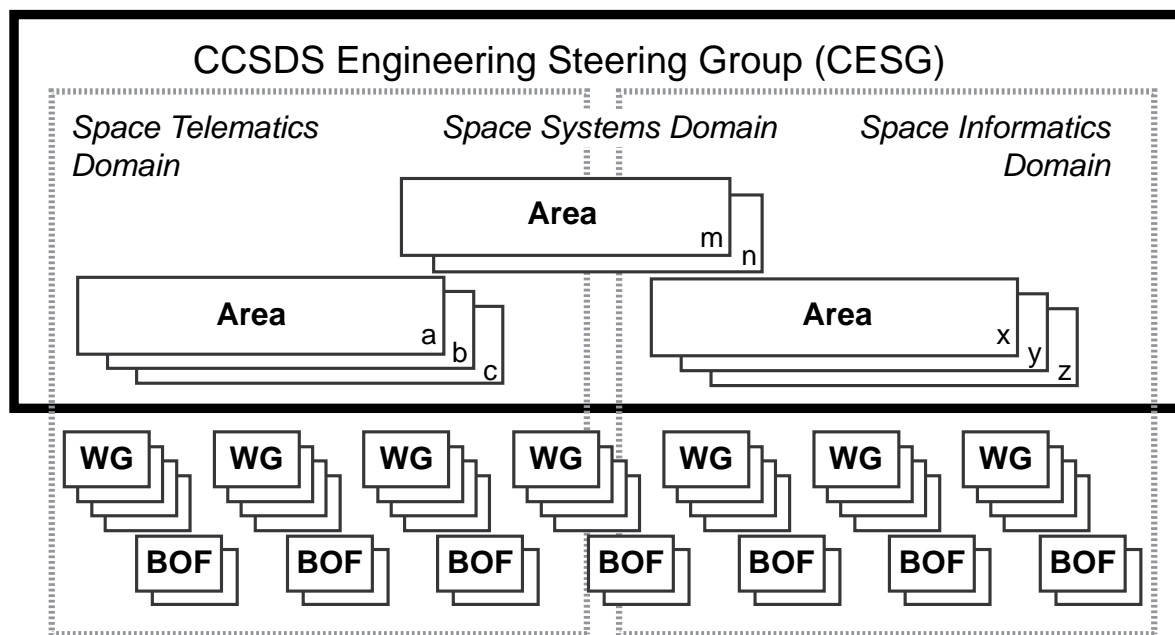 CCSDS Engineering Steering Group (CESG)
Space Telematics
Domain
Space Systems Domain
Space Informatics
Domain
Area
m
n
Area
a
b
c
Area
x
y
z
WG WG WG WG WG WG WG
BOF BOF BOF BOF BOF BOF BOF